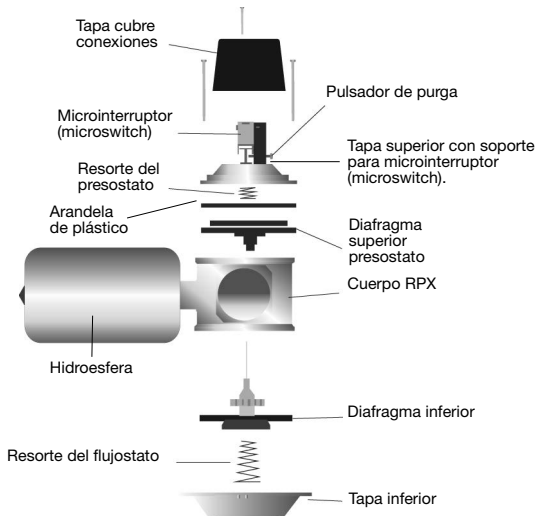 Tapa cubre
conexiones
Pulsador de purga
Microinterruptor
(microswitch)
Tapa superior con soporte
para microinterruptor
(microswitch).
Resorte del
presostato
Arandela
de plástico
Diafragma
superior
presostato
Cuerpo RPX
Hidroesfera
Diafragma inferior
Resorte del flujostato
Tapa inferior